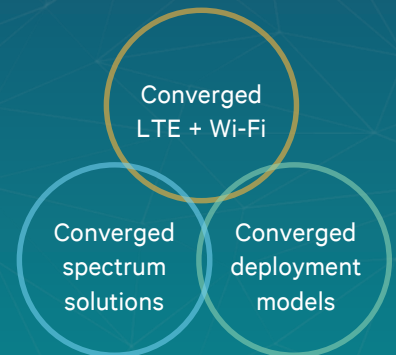 Converged
LTE + Wi-Fi
Converged
spectrum
solutions
Converged
deployment
models